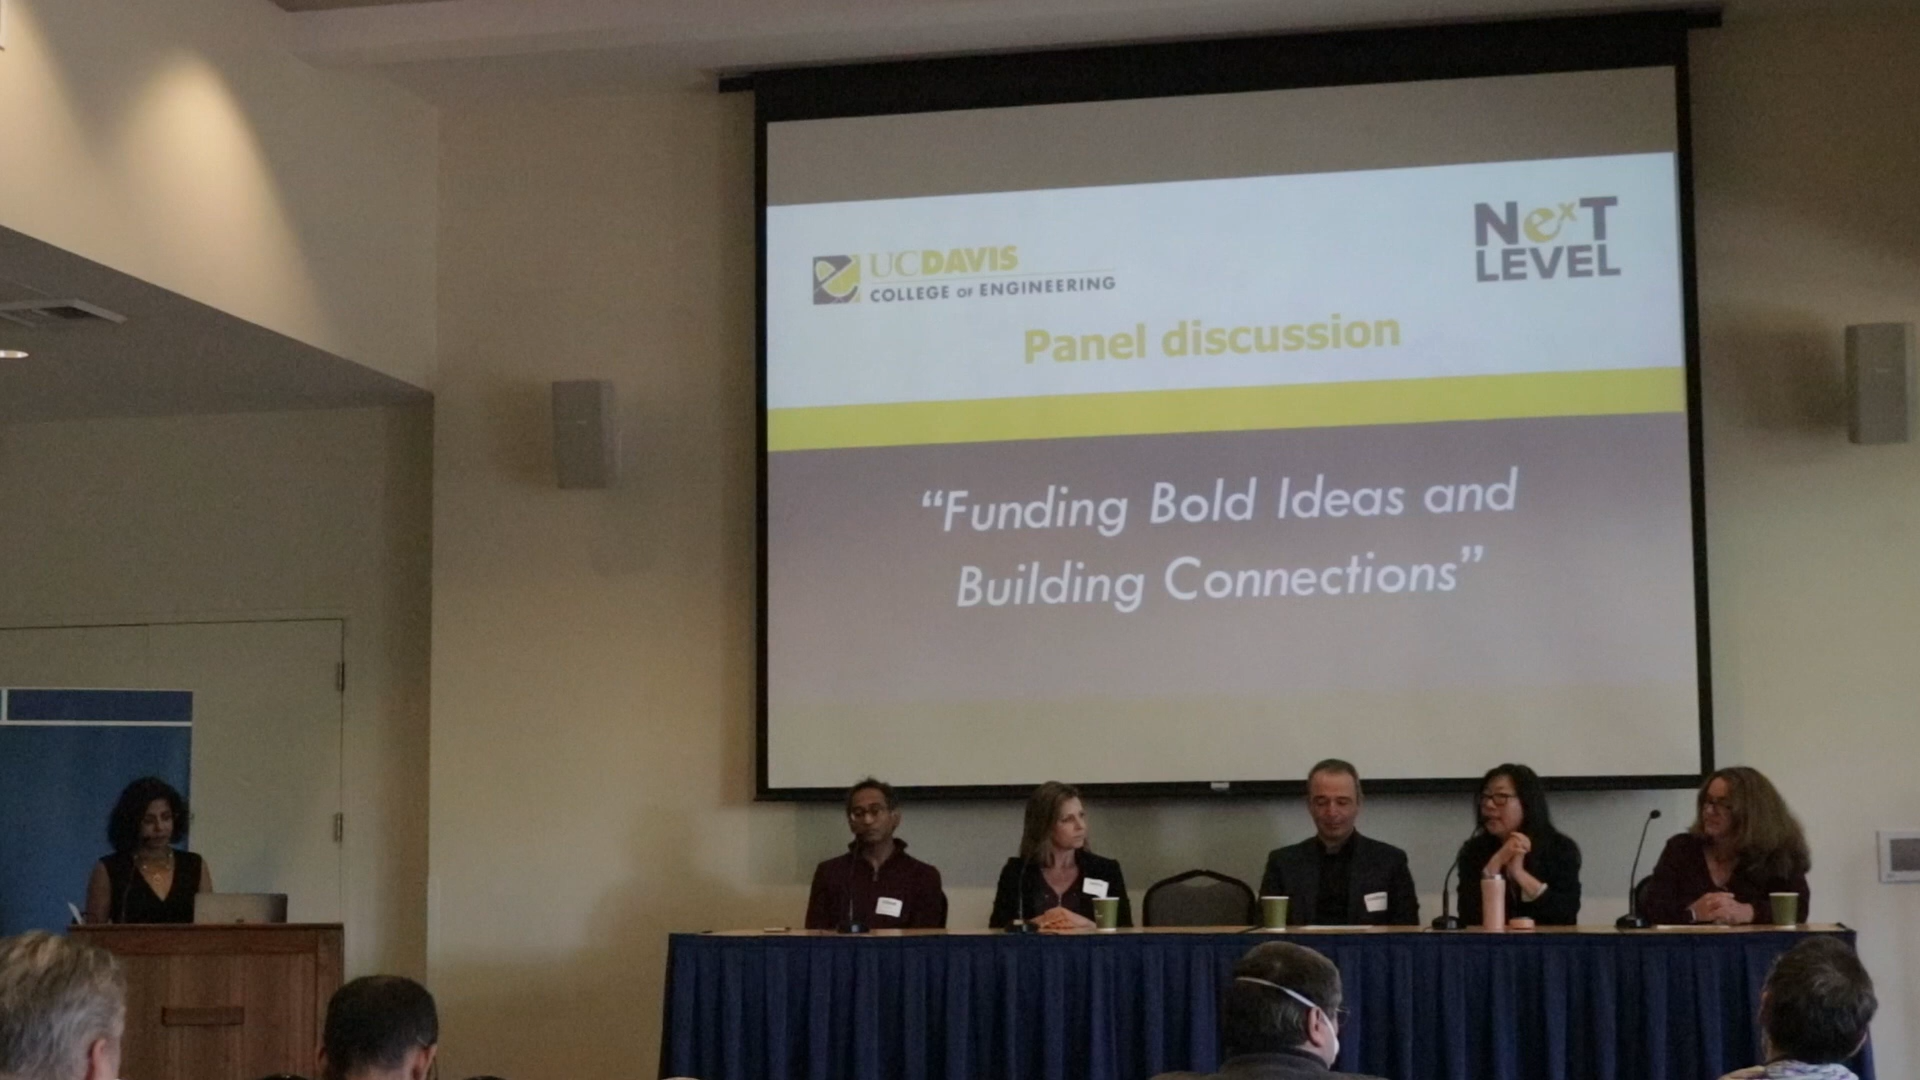 UCDAVIS
COLLEGE OF ENGINEERING
NexT
LEVEL
Panel discussion
“Funding Bold Ideas and
Building Connections”